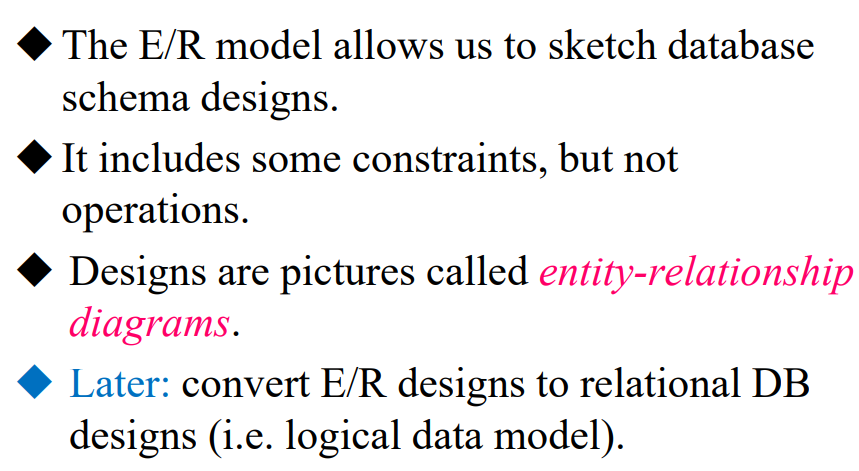 ◆ The E/R model allows us to sketch database
schema designs.
◆ It includes some constraints, but not
operations.
◆ Designs are pictures called entity-relationship
diagrams.
◆ Later: convert E/R designs to relational DB
designs (i.e. logical data model).